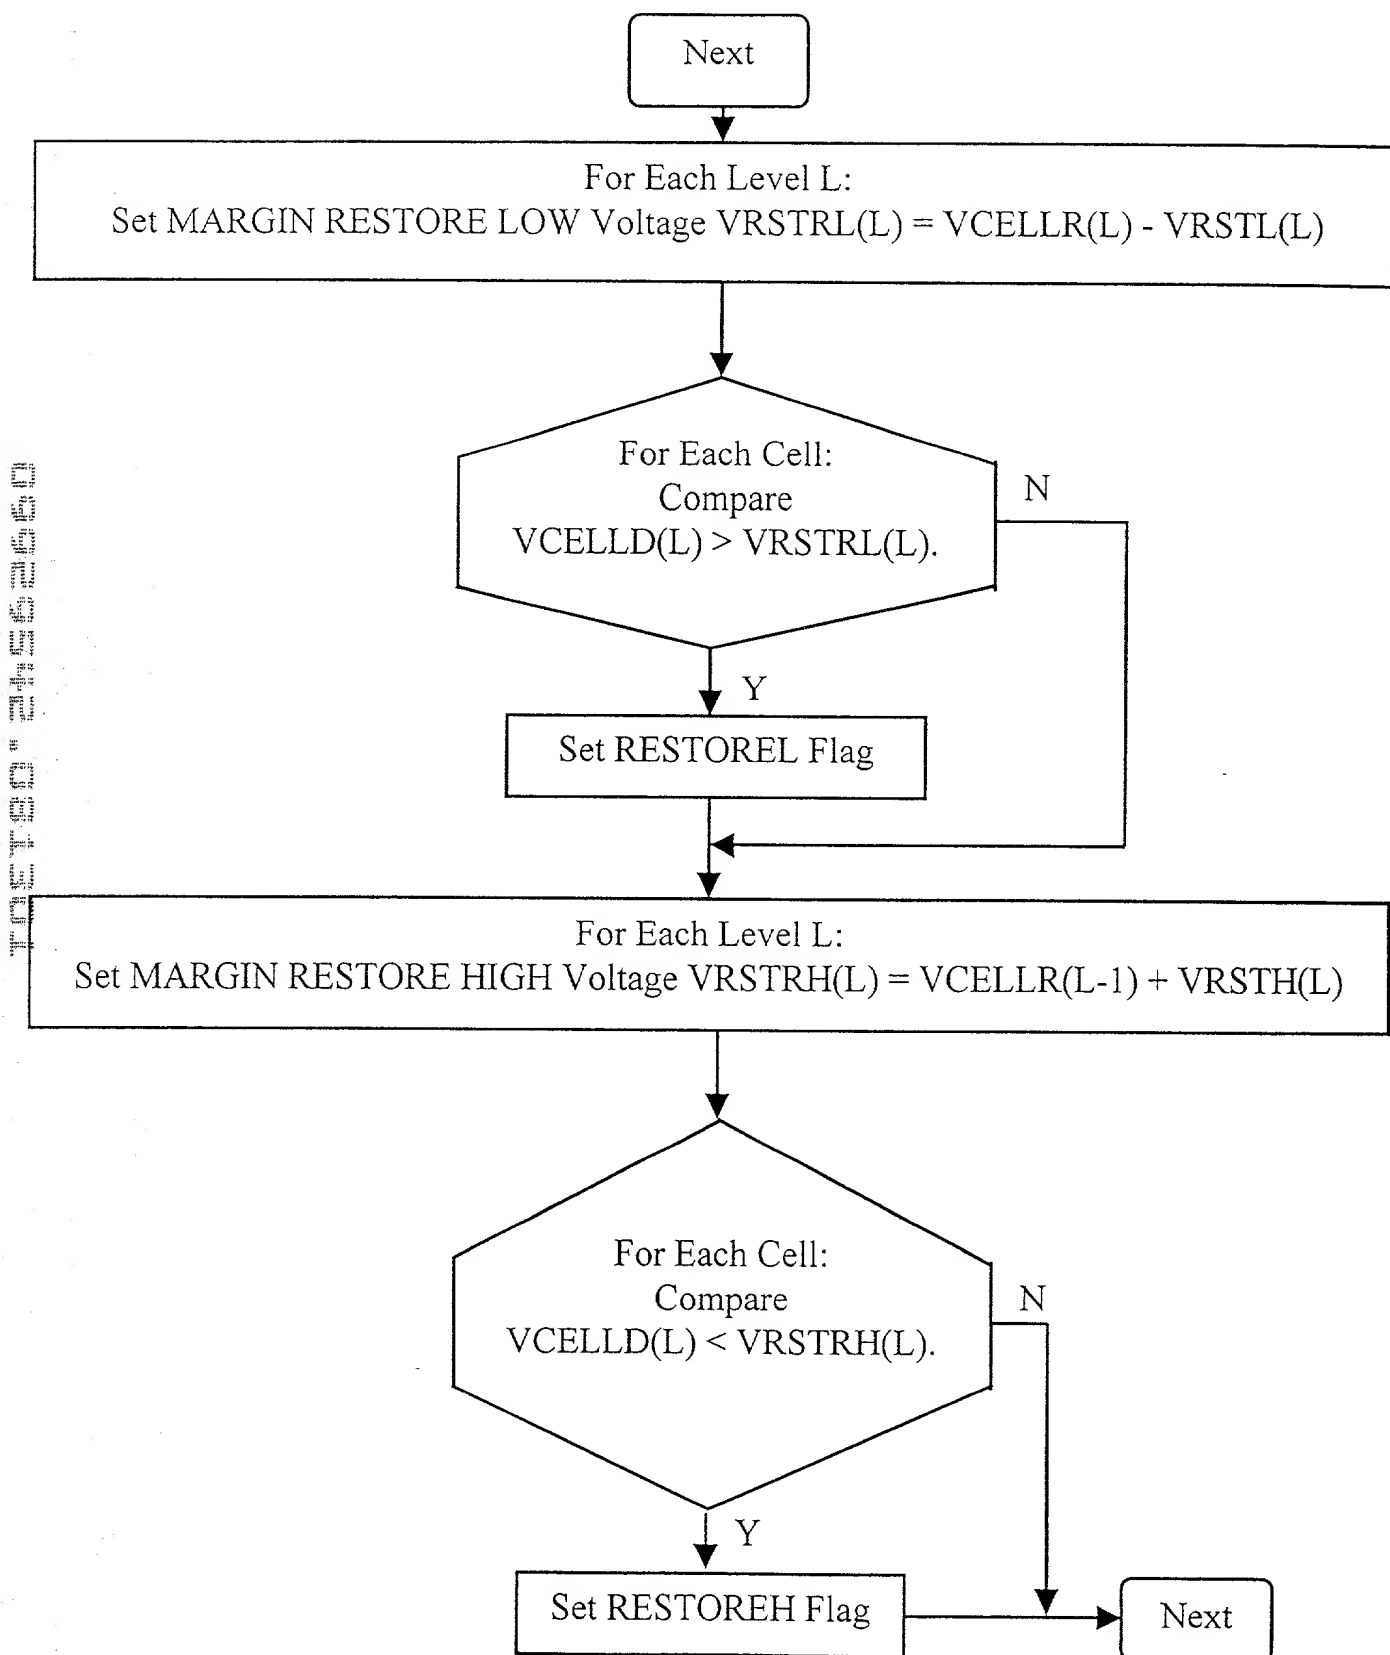 Next
For Each Level L:
Set MARGIN RESTORE LOW Voltage VRSTRL(L) = VCELLR(L) - VRSTL(L)
For Each Cell:
Compare
VCELLD(L) > VRSTRL(L).
N
Y
Set RESTOREL Flag
For Each Level L:
Set MARGIN RESTORE HIGH Voltage VRSTRH(L) = VCELLR(L-1) + VRSTH(L)
For Each Cell:
Compare
VCELLD(L) < VRSTRH(L).
N
Y
Set RESTOREH Flag
Next